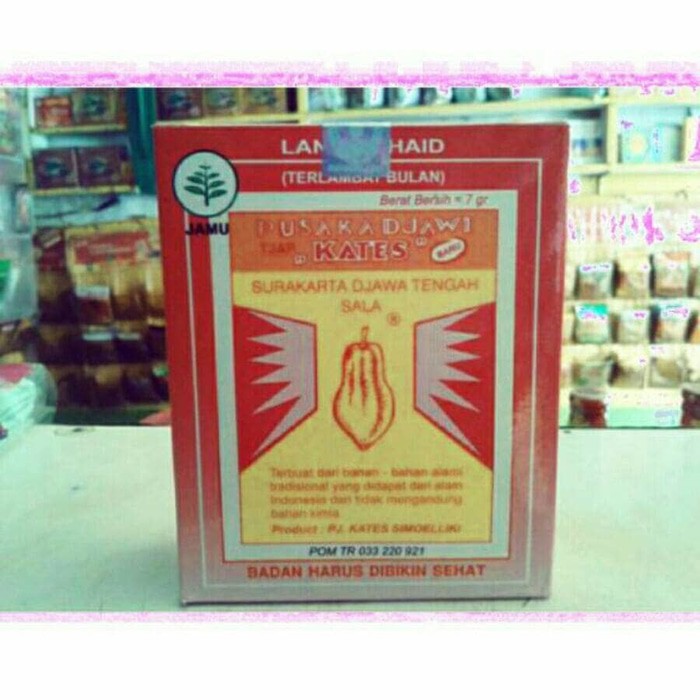 LAN HAID
(TERLAMBAT BULAN)
Berat Bersih = 7 gr
JAMU
PUSAKA DJAWI
TJAP „ KATES " BARU
SURAKARTA DJAWA TENGAH
SALA ®
Terbuat dari bahan - bahan alami
tradisional yang didapat dari alam
Indonesia dan tidak mengandung
bahan kimia
Product : PJ. KATES SIMOELLIKI
POM TR 033 220 921
BADAN HARUS DIBIKIN SEHAT